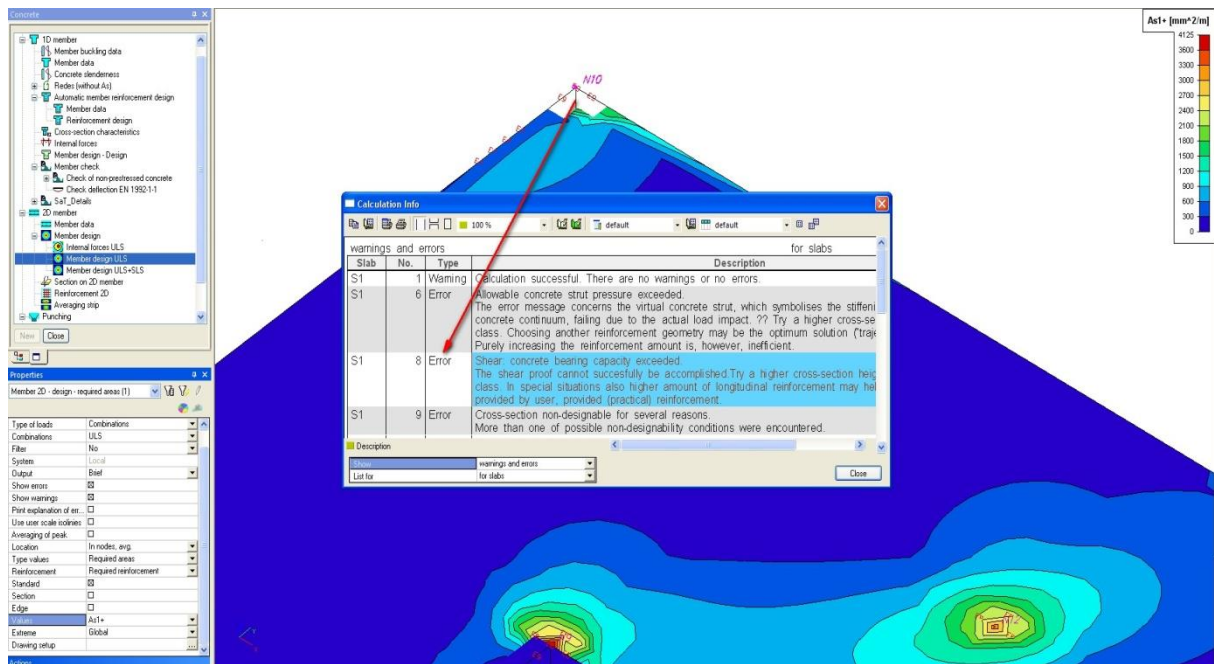 Concrete
1D member
Member buckling data
Member data
Concrete slenderness
Redes (without As)
Automatic member reinforcement design
Member data
Reinforcement design
Cross-section characteristics
Internal forces
Member design - Design
Member check
Check of non-prestressed concrete
Check deflection EN 1992-1-1
SaT_Details
2D member
Member data
Member design
Internal forces ULS
Member design ULS
Member design ULS+SLS
Section on 2D member
Reinforcement 2D
Averaging strip
Punching
New Close
Properties
Member 2D - design - required areas (1)
Type of loads Combinations
Combinations ULS
Filter No
System Local
Output Brief
Show errors
Show warnings
Print explanation of err...
Use user scale isolinies
Averaging of peak
Location In nodes, avg.
Type values Required areas
Reinforcement Required reinforcement
Standard
Section
Edge
Values As1+
Extreme Global
Drawing setup ...
Actions
N10
As1+ [mm^2/m]
4125
3600
3300
3000
2700
2400
2100
1800
1500
1200
900
600
300
0
Calculation Info
100 % default default
warnings and errors for slabs
Slab No. Type Description
S1 1 Warning Calculation successful. There are no warnings or no errors.
S1 6 Error Allowable concrete strut pressure exceeded.
The error message concerns the virtual concrete strut, which symbolises the stiffeni
concrete continuum, failing due to the actual load impact. ?? Try a higher cross-se
class. Choosing another reinforcement geometry may be the optimum solution ("traje
Purely increasing the reinforcement amount is, however, inefficient.
S1 8 Error Shear: concrete bearing capacity exceeded.
The shear proof cannot succesfully be accomplished.Try a higher cross-section heig
class. In special situations also higher amount of longitudinal reinforcement may hel
provided by user, provided (practical) reinforcement.
S1 9 Error Cross-section non-designable for several reasons.
More than one of possible non-designability conditions were encountered.
Description
Show warnings and errors
List for for slabs
Close